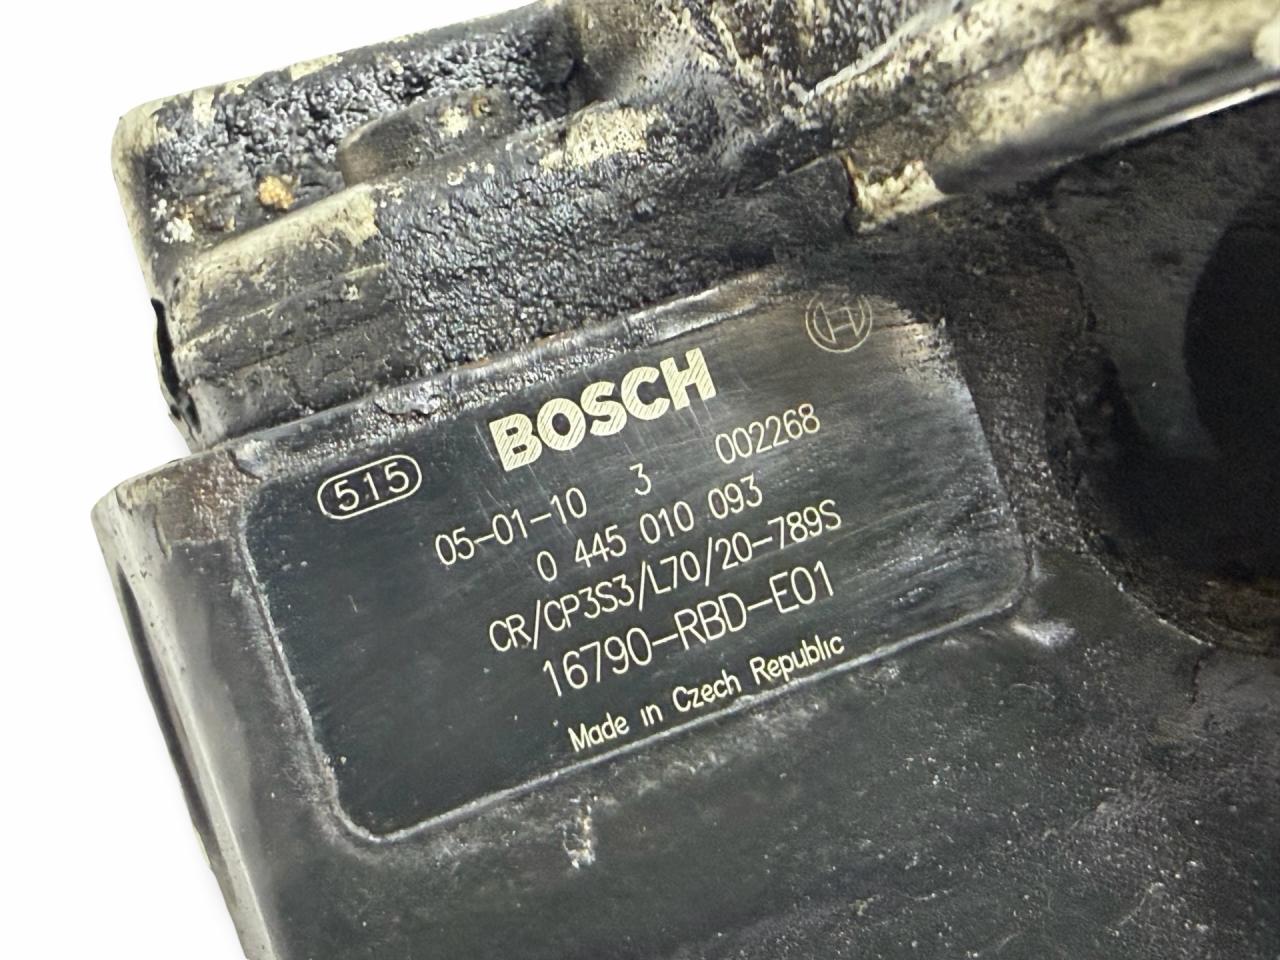 BOSCH
515
05-01-10 3 002268
0 445 010 093
CR/CP3S3/L70/20-789S
16790-RBD-E01
Made in Czech Republic